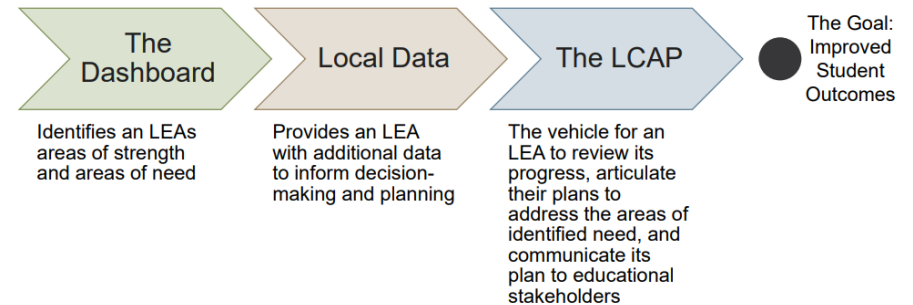 The
Dashboard
Local Data
The LCAP
The Goal:
Improved
Student
Outcomes
Identifies an LEAs
areas of strength
and areas of need
Provides an LEA
with additional data
to inform decision-
making and planning
The vehicle for an
LEA to review its
progress, articulate
their plans to
address the areas of
identified need, and
communicate its
plan to educational
stakeholders